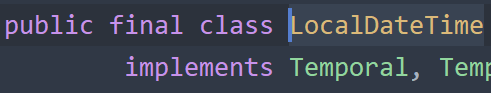 public final class LocalDateTime
implements Temporal, Temp